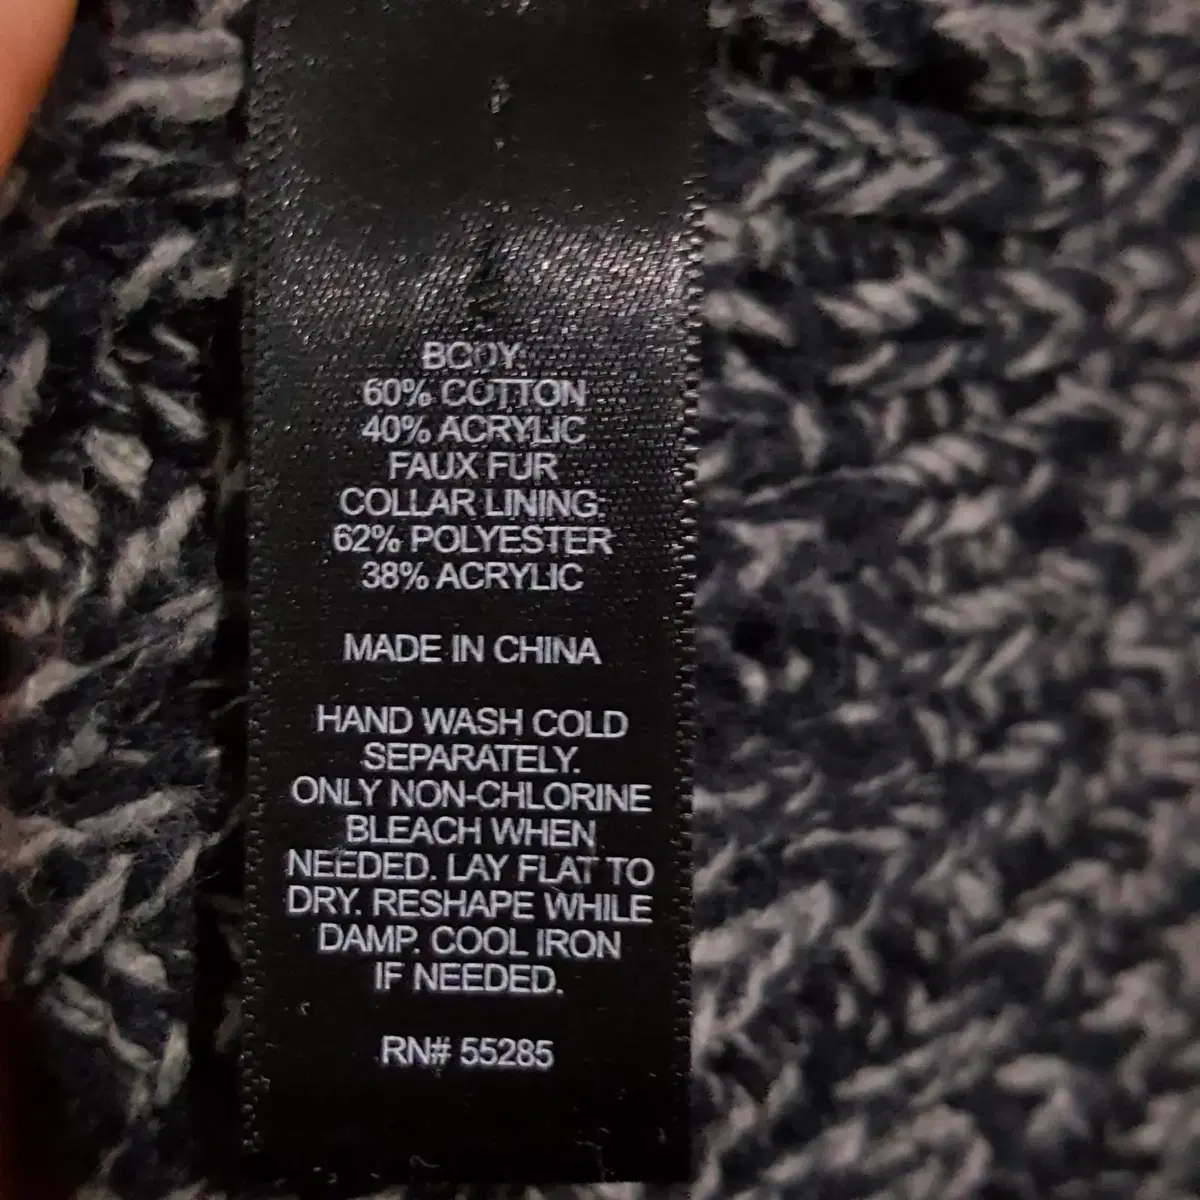 BODY:
60% COTTON
40% ACRYLIC
FAUX FUR
COLLAR LINING:
62% POLYESTER
38% ACRYLIC
MADE IN CHINA
HAND WASH COLD
SEPARATELY.
ONLY NON-CHLORINE
BLEACH WHEN
NEEDED. LAY FLAT TO
DRY. RESHAPE WHILE
DAMP. COOL IRON
IF NEEDED.
RN# 55285